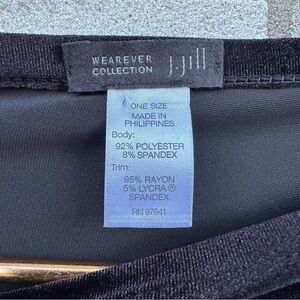 WEAREVER
COLLECTION
J.Jill
ONE SIZE
MADE IN
PHILIPPINES
Body:
92% POLYESTER
8% SPANDEX
Trim:
95% RAYON
5% LYCRA ®
SPANDEX
RN 97641